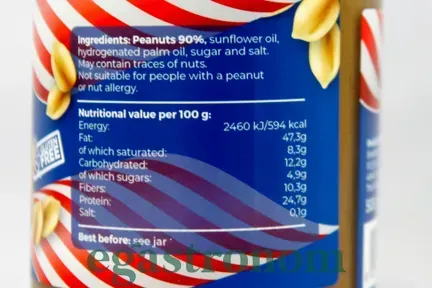 Ingredients: Peanuts 90%, sunflower oil,
hydrogenated palm oil, sugar and salt.
May contain traces of nuts.
Not suitable for people with a peanut
or nut allergy.
Nutritional value per 100 g:
Energy: 2460 kJ/594 kcal
Fat: 47,3g
of which saturated: 8,3g
Carbohydrated: 12,2g
of which sugars: 4,9g
Fibers: 10,3g
Protein: 24,7g
Salt: 0,1g
Best before: see jar
egastronom
FREE